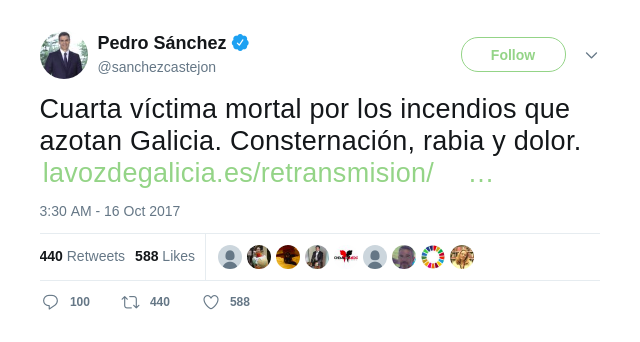 Pedro Sánchez
@sanchezcastejon
Follow
Cuarta víctima mortal por los incendios que
azotan Galicia. Consternación, rabia y dolor.
lavozdegalicia.es/retransmision/ …
3:30 AM - 16 Oct 2017
440 Retweets 588 Likes
100 440 588